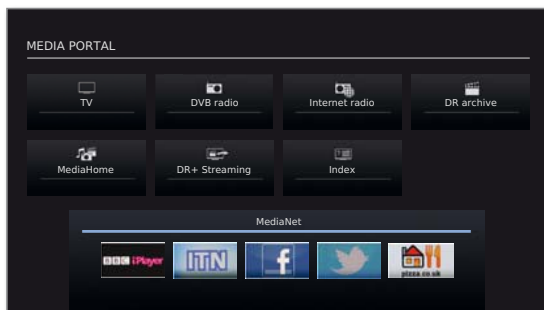 MEDIA PORTAL
TV
DVB radio
Internet radio
DR archive
MediaHome
DR+ Streaming
Index
MediaNet
BBC iPlayer
ITN
f
pizza.co.uk